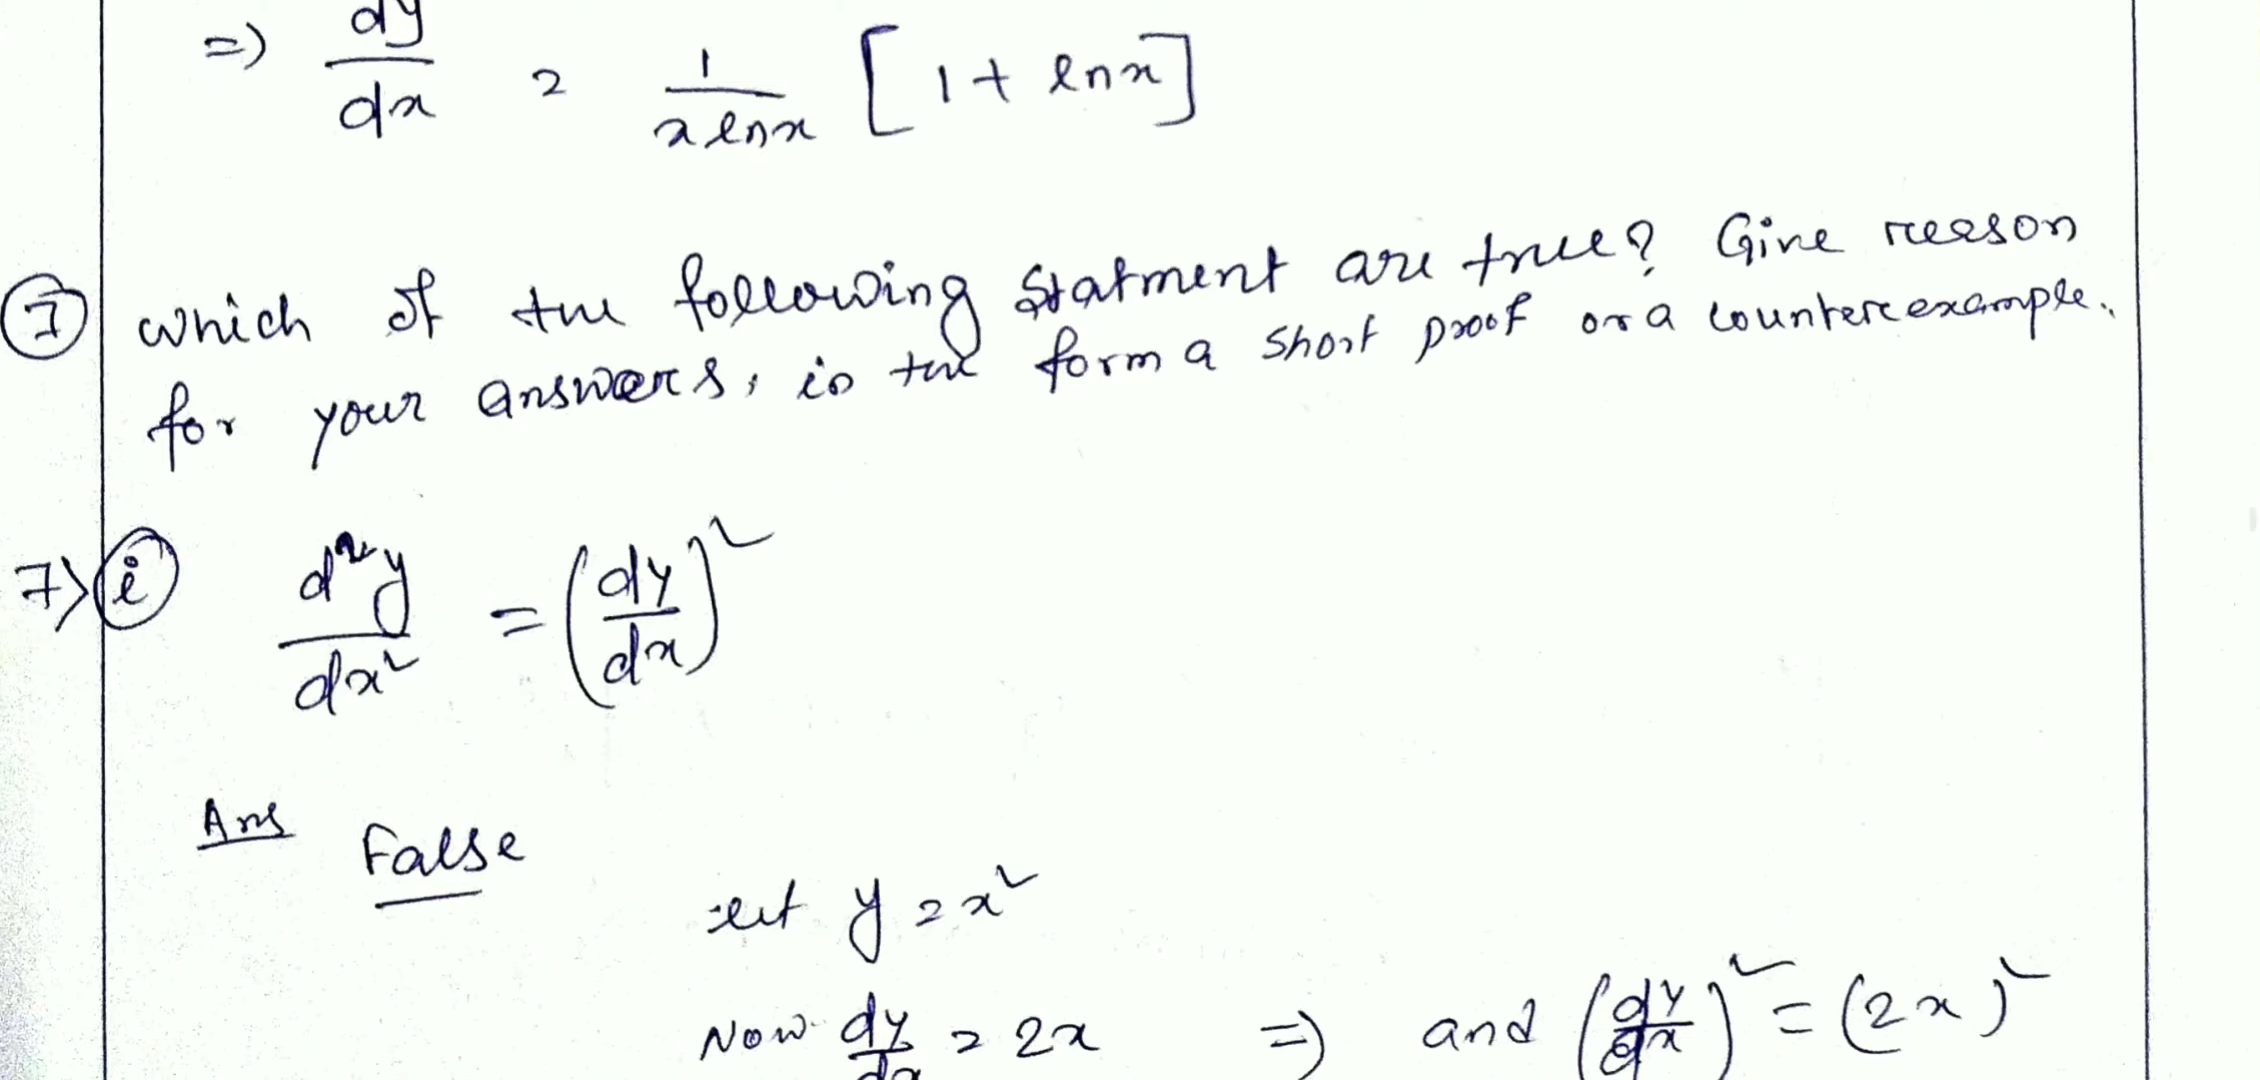 => dy/dx = 1/(x ln x) [1 + ln x]
7 which of the following statment are true? Give reason
for your answers, in the form a short proof or a counterexample.
7> i d²y/dx² = (dy/dx)²
Ans False
let y = x²
Now dy/dx = 2x => and (dy/dx)² = (2x)²